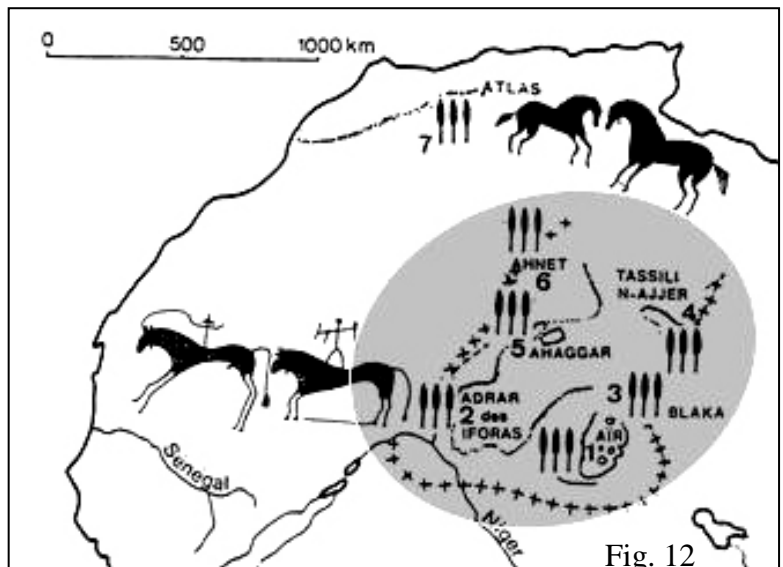 0 500 1000 km
ATLAS
7
AHNET
6
TASSILI
N-AJJER
4
5 AHAGGAR
ADRAR
2 des
IFORAS
3
BLAKA
AÏR
1
Sénégal
Niger
Fig. 12